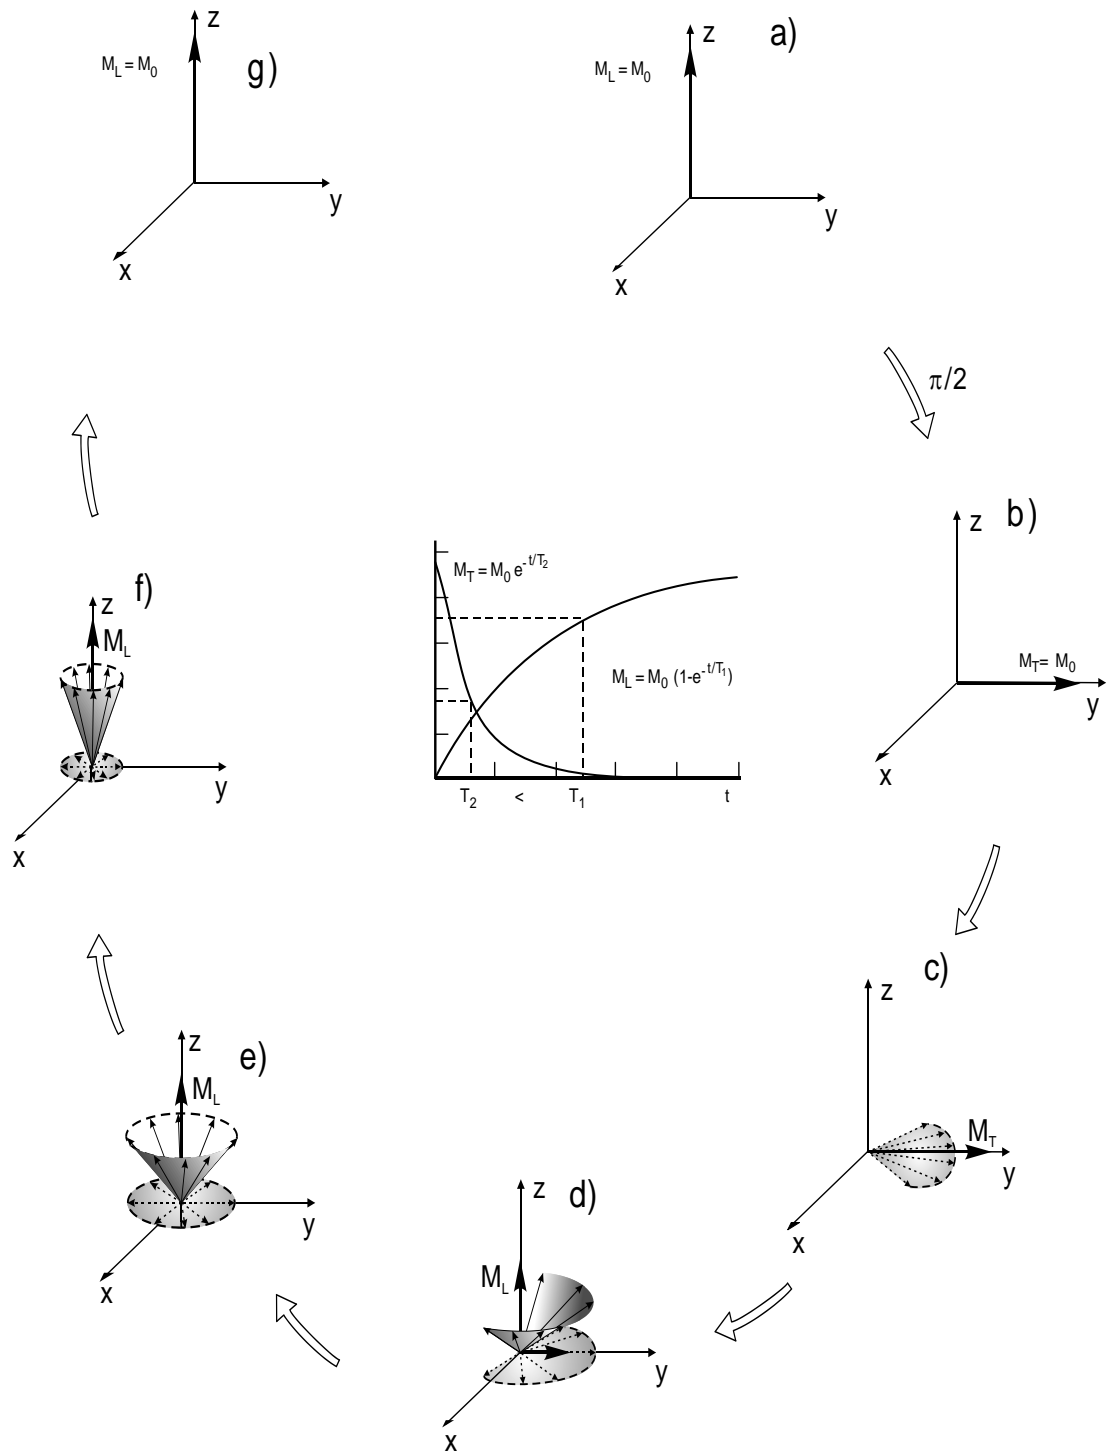 z
M_L = M_0
g)
y
x
z
a)
M_L = M_0
y
x
π/2
z
b)
M_T = M_0
y
x
c)
z
M_T
y
x
d)
z
M_L
y
x
e)
z
M_L
y
x
f)
z
M_L
y
x
M_T = M_0 e^{-t/T_2}
M_L = M_0 (1-e^{-t/T_1})
T_2 < T_1 t